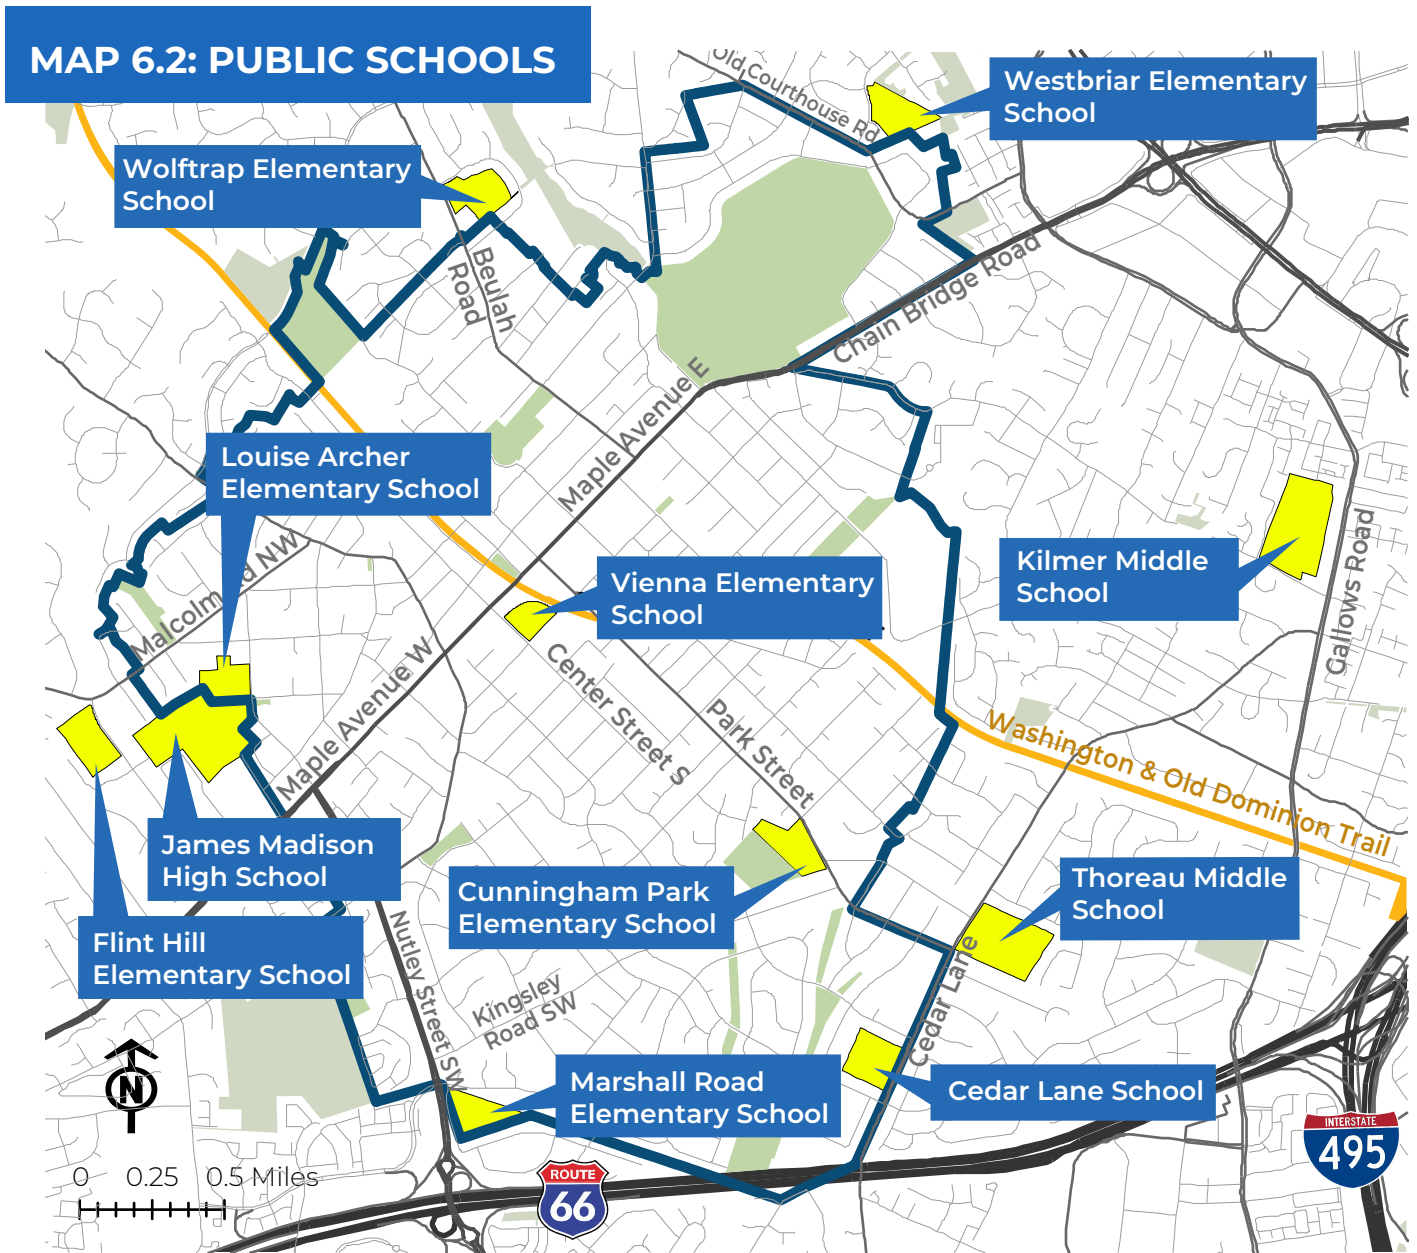 MAP 6.2: PUBLIC SCHOOLS
Old Courthouse Rd
Westbriar Elementary
School
Wolftrap Elementary
School
Beulah
Road
Chain Bridge Road
Maple Avenue E
Louise Archer
Elementary School
Malcolm Rd NW
Vienna Elementary
School
Kilmer Middle
School
Gallows Road
Maple Avenue W
Center Street S
Park Street
Washington & Old Dominion Trail
James Madison
High School
Flint Hill
Elementary School
Cunningham Park
Elementary School
Thoreau Middle
School
Nutley Street SW
Kingsley
Road SW
Cedar Lane
Marshall Road
Elementary School
Cedar Lane School
N
0 0.25 0.5 Miles
ROUTE
66
INTERSTATE
495